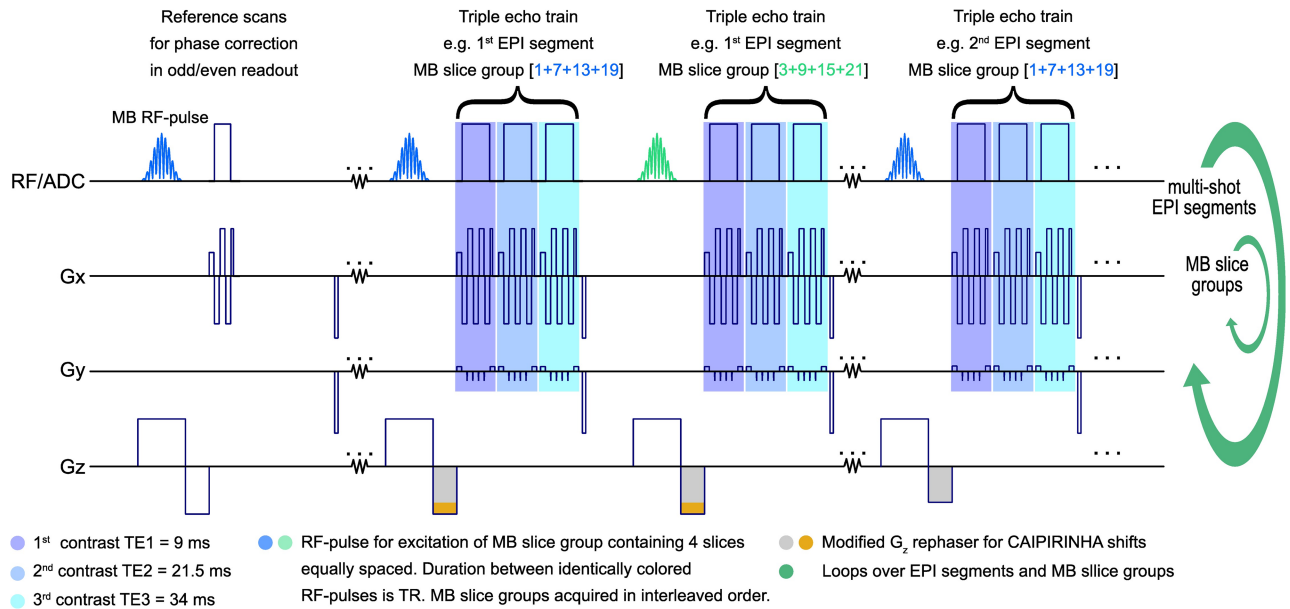 Reference scans
for phase correction
in odd/even readout
Triple echo train
e.g. 1st EPI segment
MB slice group [1+7+13+19]
Triple echo train
e.g. 1st EPI segment
MB slice group [3+9+15+21]
Triple echo train
e.g. 2nd EPI segment
MB slice group [1+7+13+19]
MB RF-pulse
RF/ADC
Gx
Gy
Gz
multi-shot
EPI segments
MB slice
groups
1st contrast TE1 = 9 ms
2nd contrast TE2 = 21.5 ms
3rd contrast TE3 = 34 ms
RF-pulse for excitation of MB slice group containing 4 slices
equally spaced. Duration between identically colored
RF-pulses is TR. MB slice groups acquired in interleaved order.
Modified Gz rephaser for CAIPIRINHA shifts
Loops over EPI segments and MB sllice groups